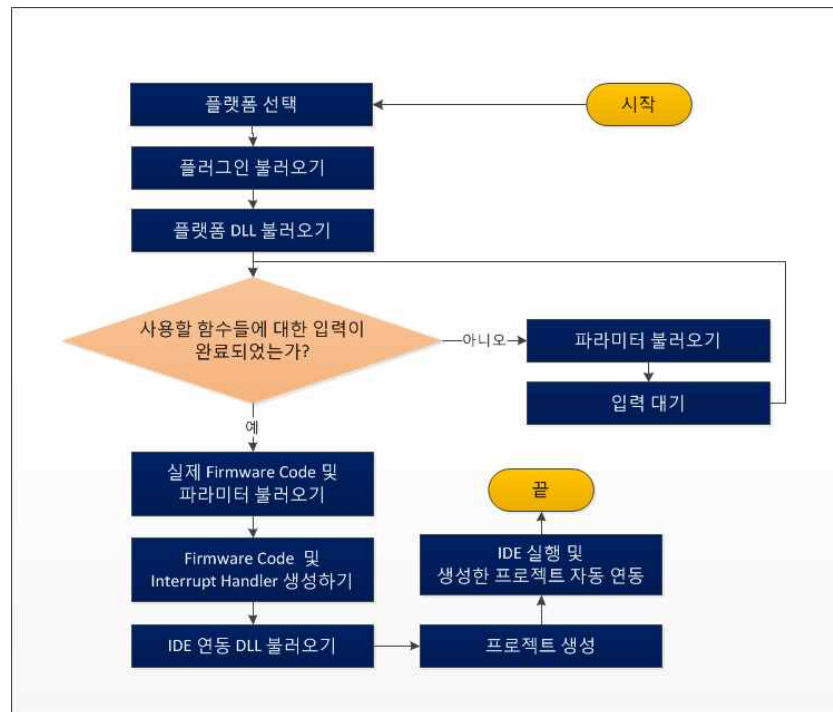 시작
플랫폼 선택
플러그인 불러오기
플랫폼 DLL 불러오기
사용할 함수들에 대한 입력이
완료되었는가?
아니오
파라미터 불러오기
입력 대기
예
실제 Firmware Code 및
파라미터 불러오기
Firmware Code 및
Interrupt Handler 생성하기
IDE 연동 DLL 불러오기
프로젝트 생성
IDE 실행 및
생성한 프로젝트 자동 연동
끝